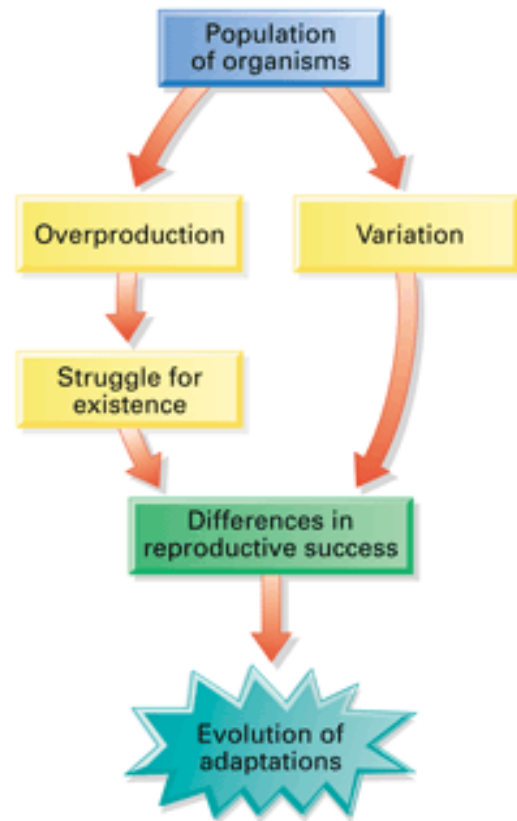 Population
of organisms
Overproduction
Variation
Struggle for
existence
Differences in
reproductive success
Evolution of
adaptations